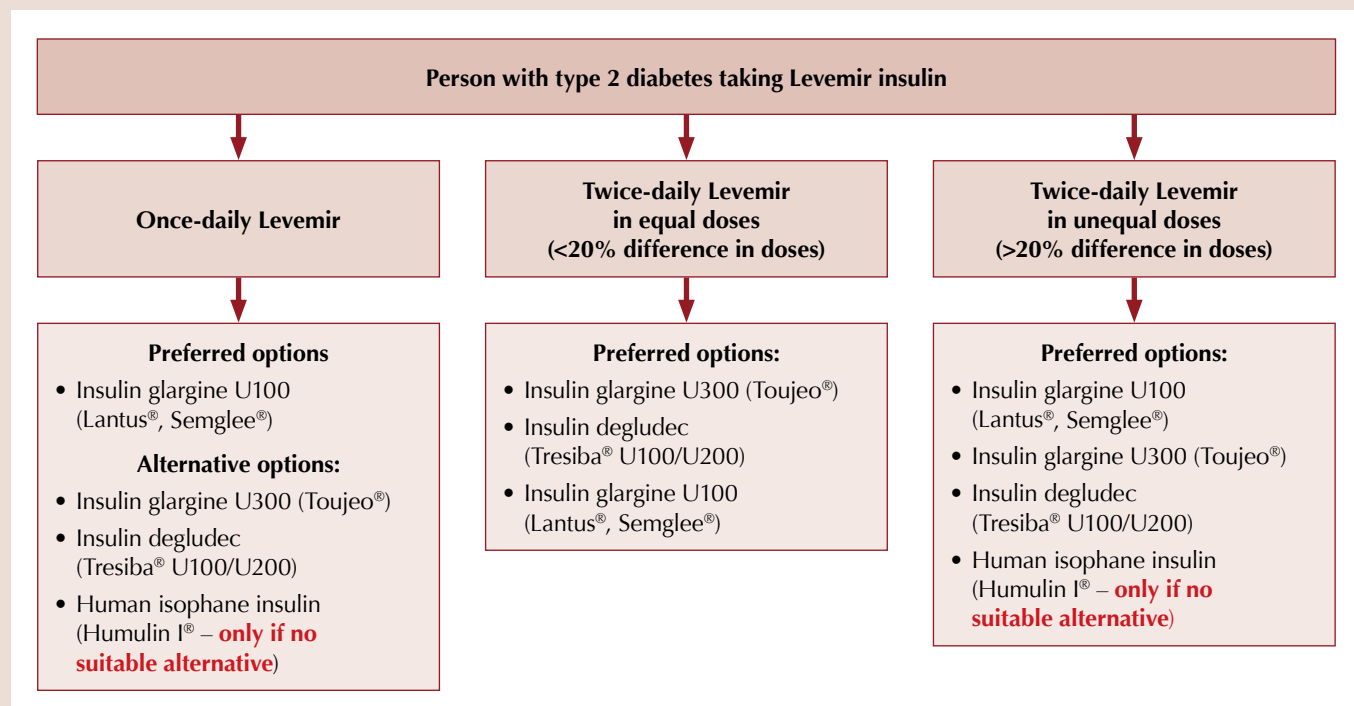 Person with type 2 diabetes taking Levemir insulin
Once-daily Levemir
Preferred options
• Insulin glargine U100
(Lantus®, Semglee®)
Alternative options:
• Insulin glargine U300 (Toujeo®)
• Insulin degludec
(Tresiba® U100/U200)
• Human isophane insulin
(Humulin I® – only if no
suitable alternative)
Twice-daily Levemir
in equal doses
(<20% difference in doses)
Preferred options:
• Insulin glargine U300 (Toujeo®)
• Insulin degludec
(Tresiba® U100/U200)
• Insulin glargine U100
(Lantus®, Semglee®)
Twice-daily Levemir
in unequal doses
(>20% difference in doses)
Preferred options:
• Insulin glargine U100
(Lantus®, Semglee®)
• Insulin glargine U300 (Toujeo®)
• Insulin degludec
(Tresiba® U100/U200)
• Human isophane insulin
(Humulin I® – only if no
suitable alternative)